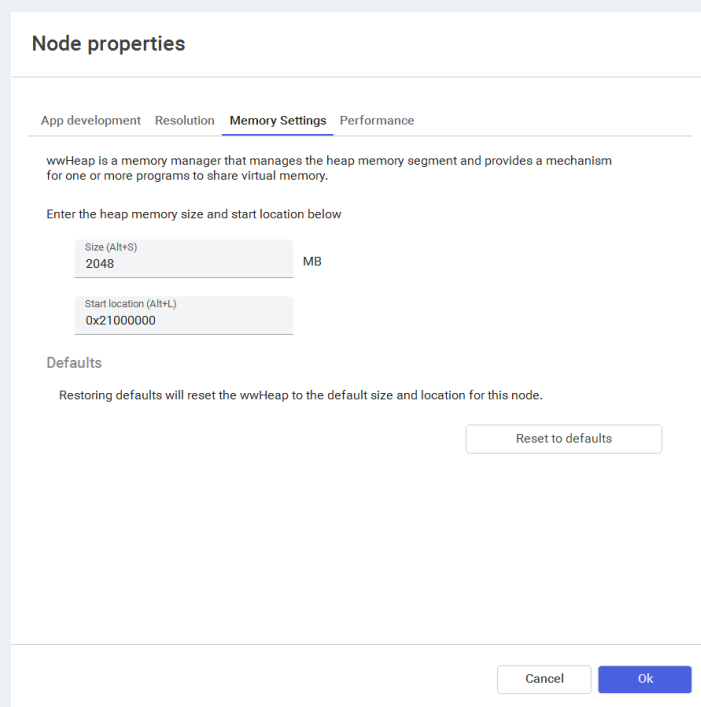 Node properties
App development Resolution Memory Settings Performance
wwHeap is a memory manager that manages the heap memory segment and provides a mechanism
for one or more programs to share virtual memory.
Enter the heap memory size and start location below
Size (Alt+S)
2048 MB
Start location (Alt+L)
0x21000000
Defaults
Restoring defaults will reset the wwHeap to the default size and location for this node.
Reset to defaults
Cancel Ok